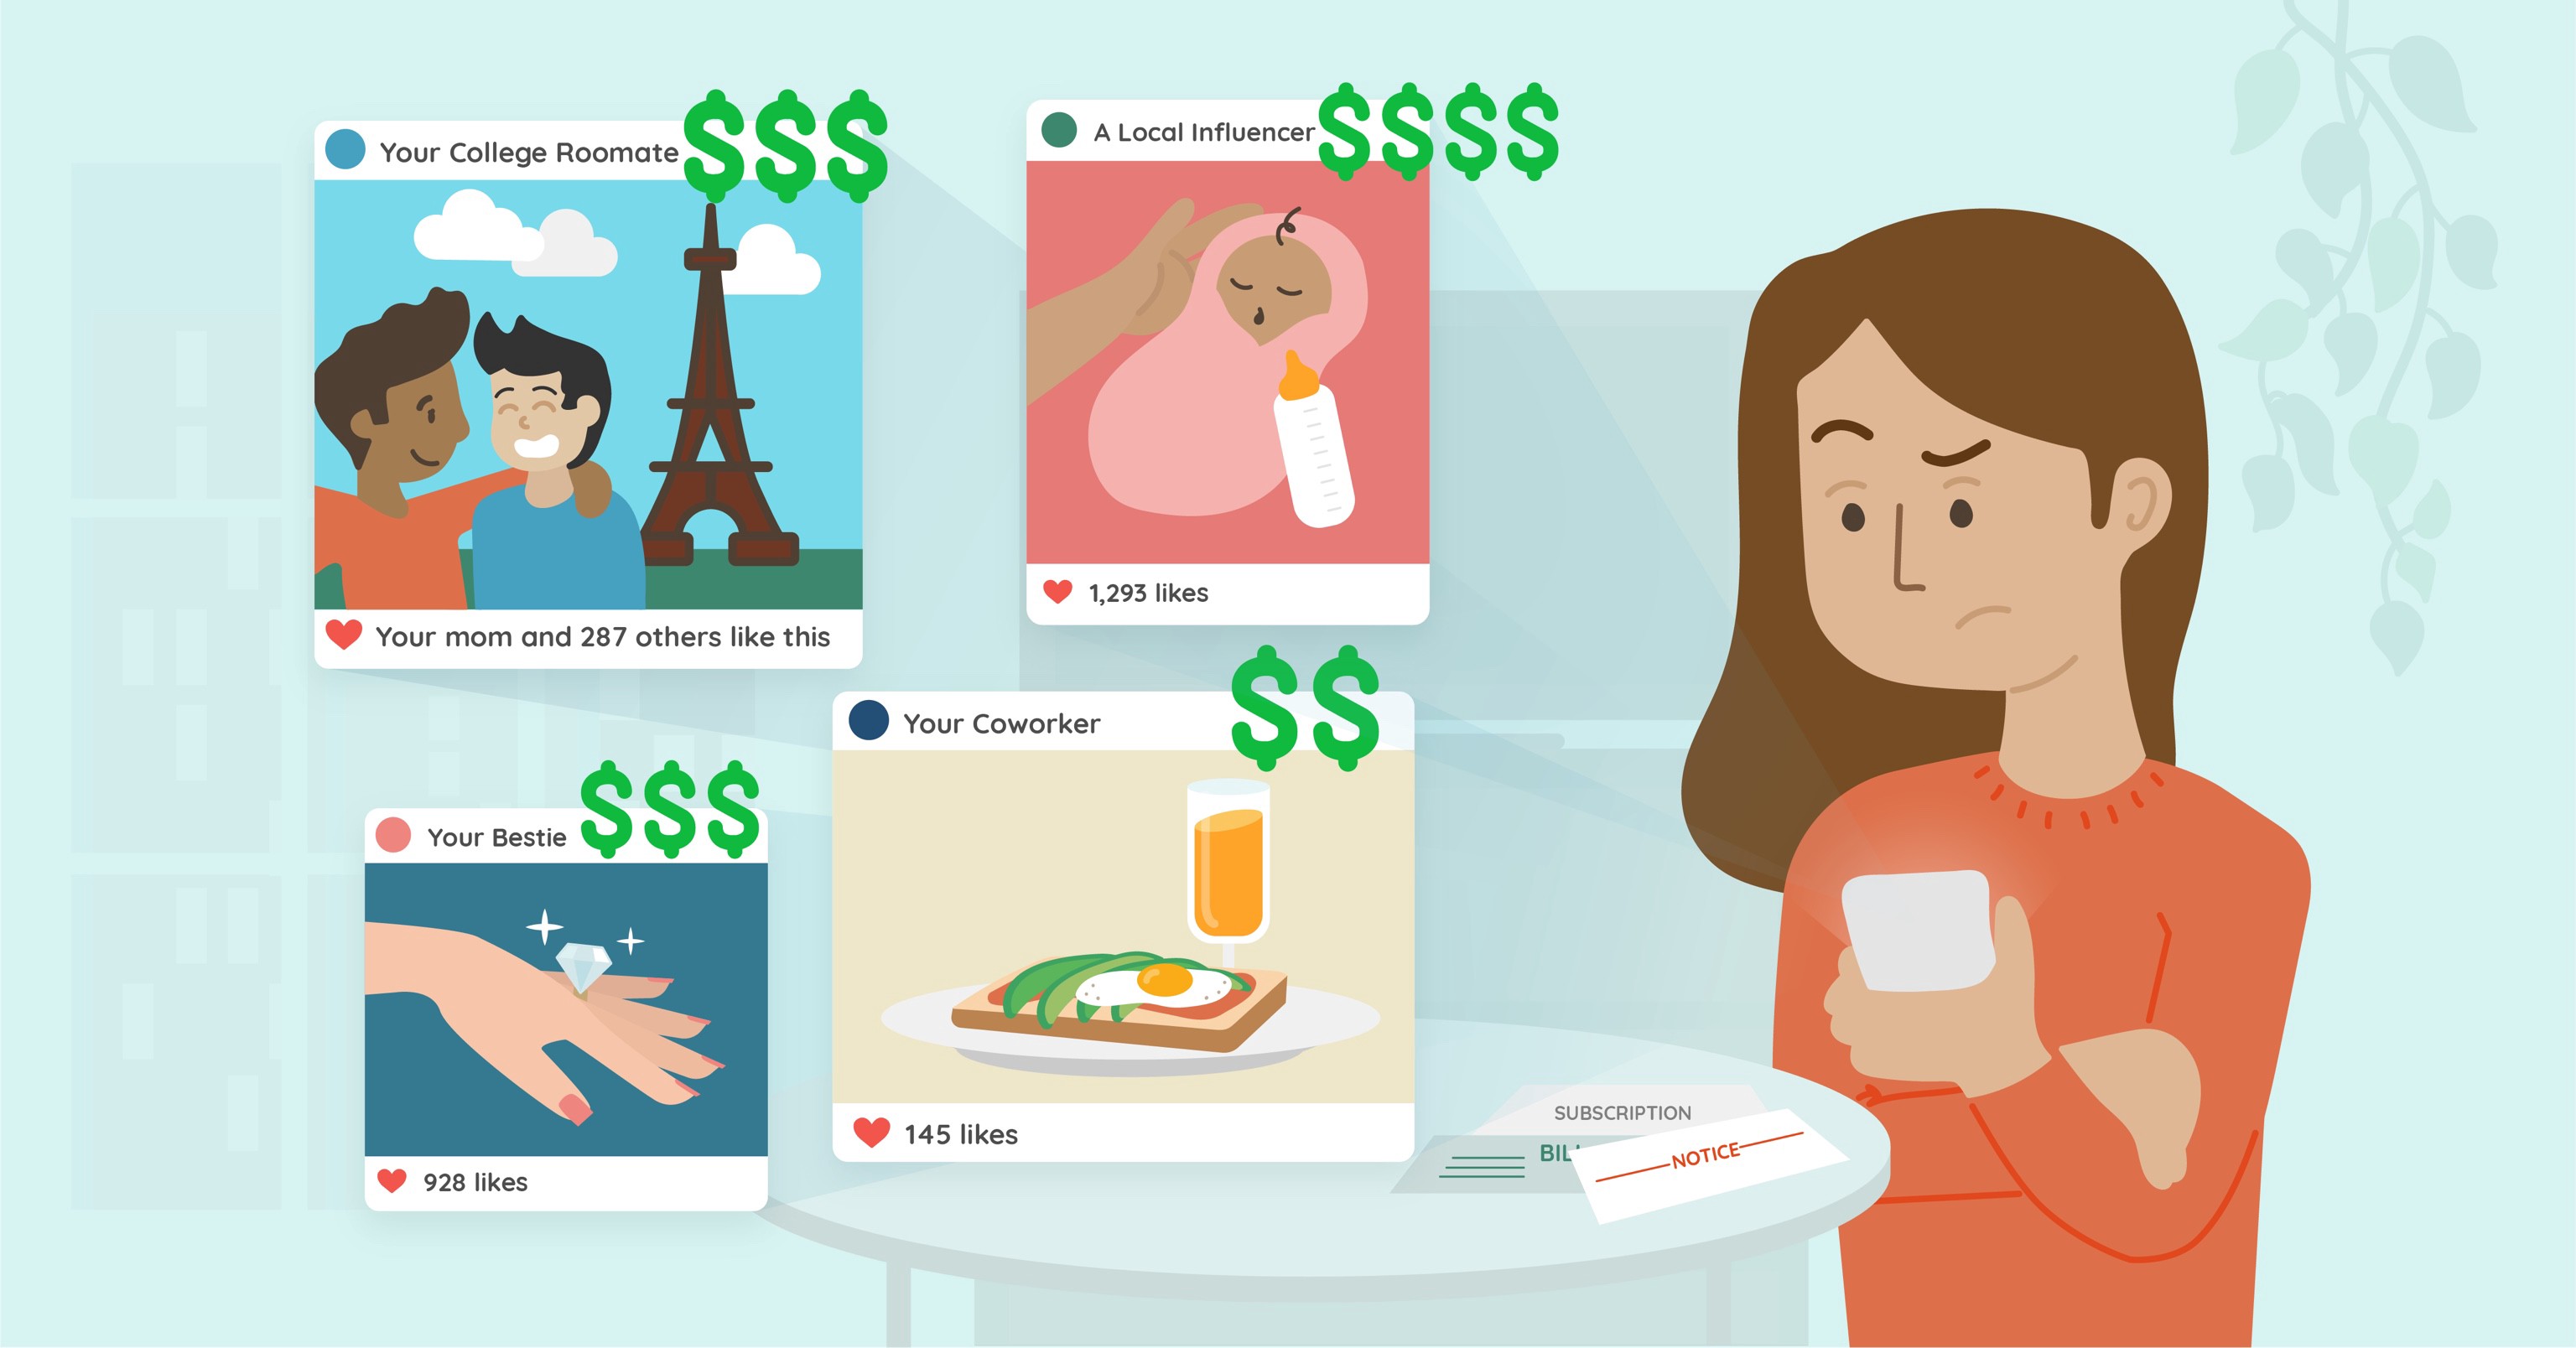 Your College Roomate
$$$
Your mom and 287 others like this
A Local Influencer
$$$$
1,293 likes
Your Bestie
$$$
928 likes
Your Coworker
$$
145 likes
SUBSCRIPTION
BIL
NOTICE